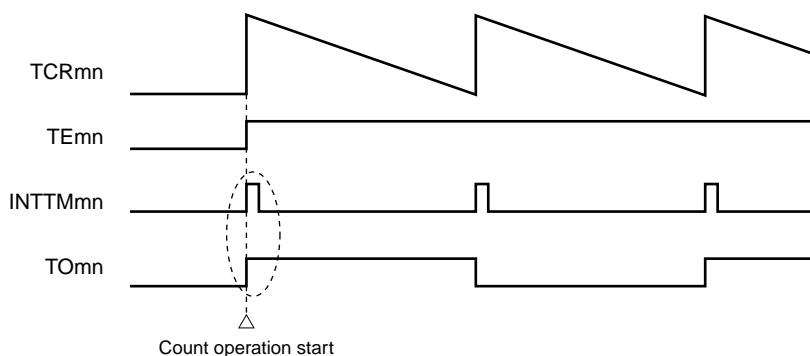 TCRmn
TEmn
INTTMmn
TOmn
Count operation start